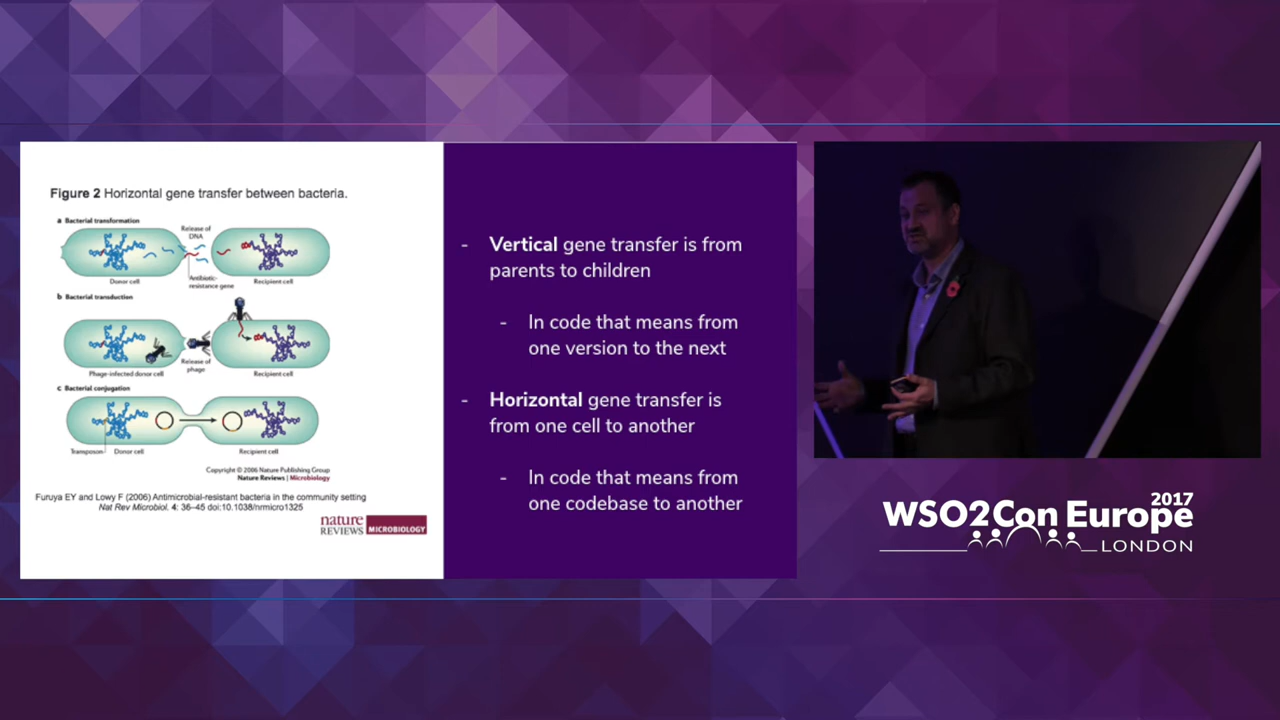 Figure 2 Horizontal gene transfer between bacteria.
a Bacterial transformation
Release of
DNA
Donor cell
Antibiotic-
resistance gene
Recipient cell
b Bacterial transduction
Phage-infected donor cell
Release of
phage
Recipient cell
c Bacterial conjugation
Transposon
Donor cell
Recipient cell
Copyright © 2006 Nature Publishing Group
Nature Reviews | Microbiology
Furuya EY and Lowy F (2006) Antimicrobial-resistant bacteria in the community setting
Nat Rev Microbiol. 4: 36–45 doi:10.1038/nrmicro1325
nature
REVIEWS MICROBIOLOGY
- Vertical gene transfer is from
parents to children
- In code that means from
one version to the next
- Horizontal gene transfer is
from one cell to another
- In code that means from
one codebase to another
2017
WSO2Con Europe
LONDON